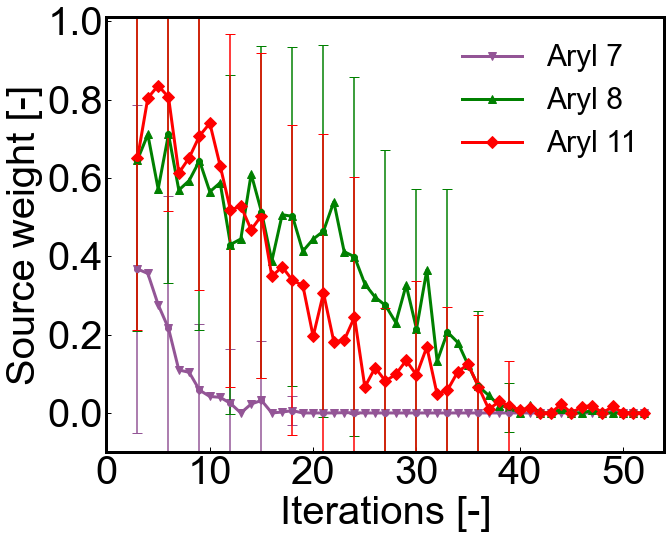 1.0
0.8
0.6
0.4
0.2
0.0
Source weight [-]
Aryl 7
Aryl 8
Aryl 11
0 10 20 30 40 50
Iterations [-]